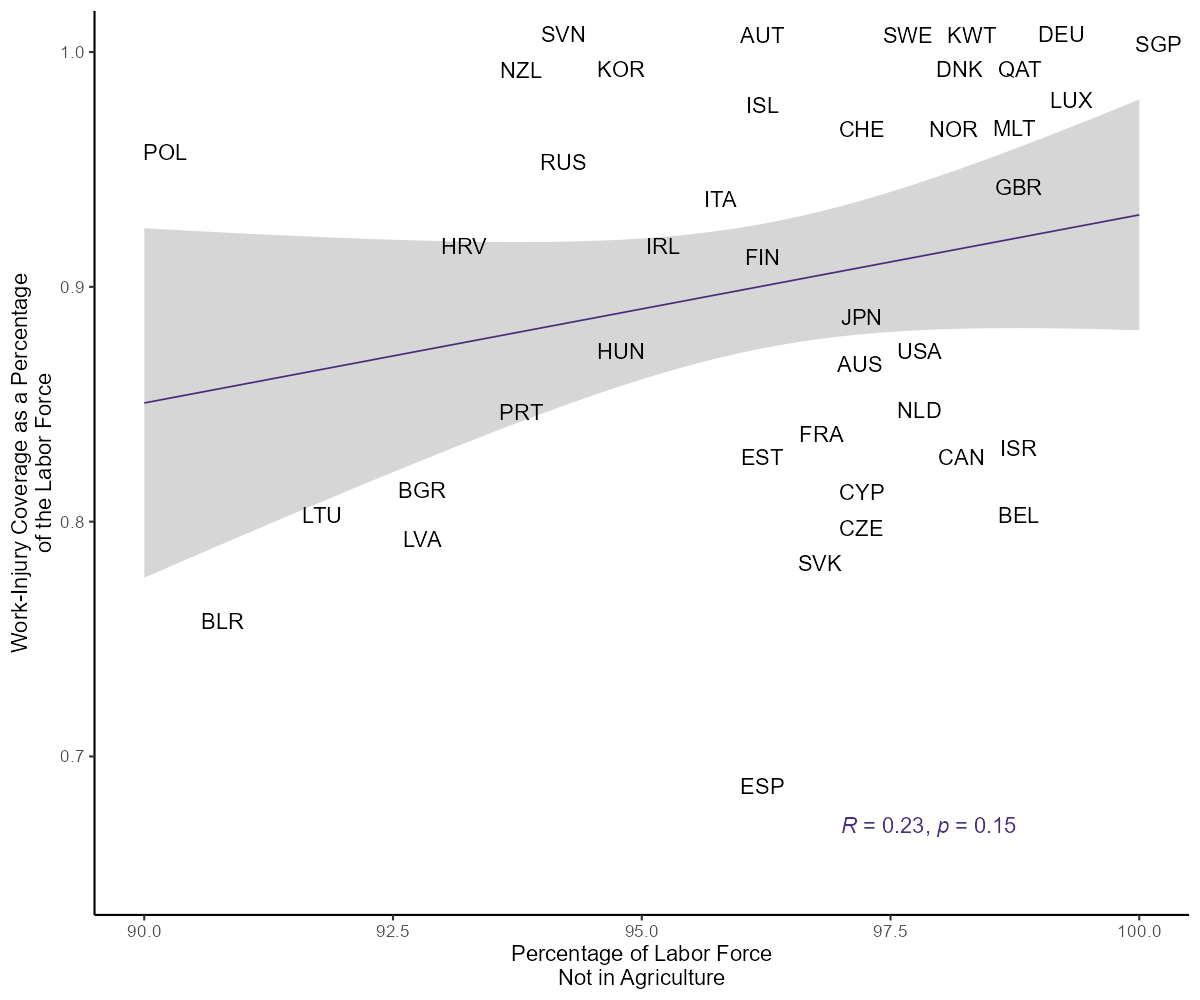 SVN
AUT
SWE
KWT
DEU
SGP
1.0
NZL
KOR
DNK
QAT
ISL
LUX
CHE
NOR
MLT
POL
RUS
ITA
GBR
HRV
IRL
FIN
0.9
JPN
HUN
USA
AUS
PRT
NLD
FRA
EST
CAN
ISR
BGR
CYP
LTU
BEL
0.8
LVA
CZE
SVK
BLR
0.7
ESP
R = 0.23, p = 0.15
Work-Injury Coverage as a Percentage
of the Labor Force
90.0
92.5
95.0
97.5
100.0
Percentage of Labor Force
Not in Agriculture